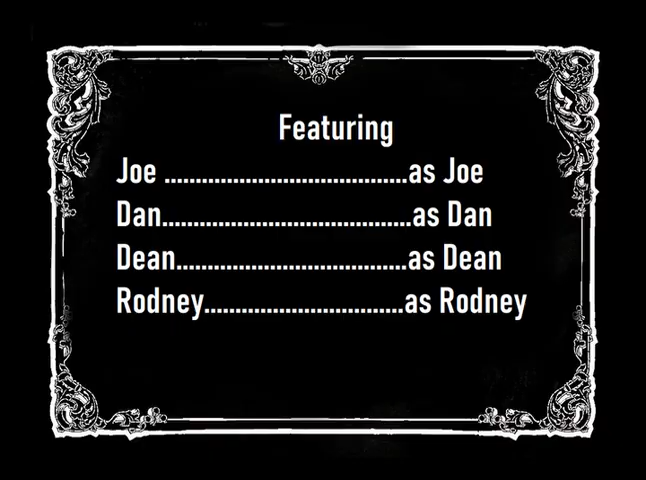 Featuring
Joe .......................................as Joe
Dan........................................as Dan
Dean.....................................as Dean
Rodney................................as Rodney